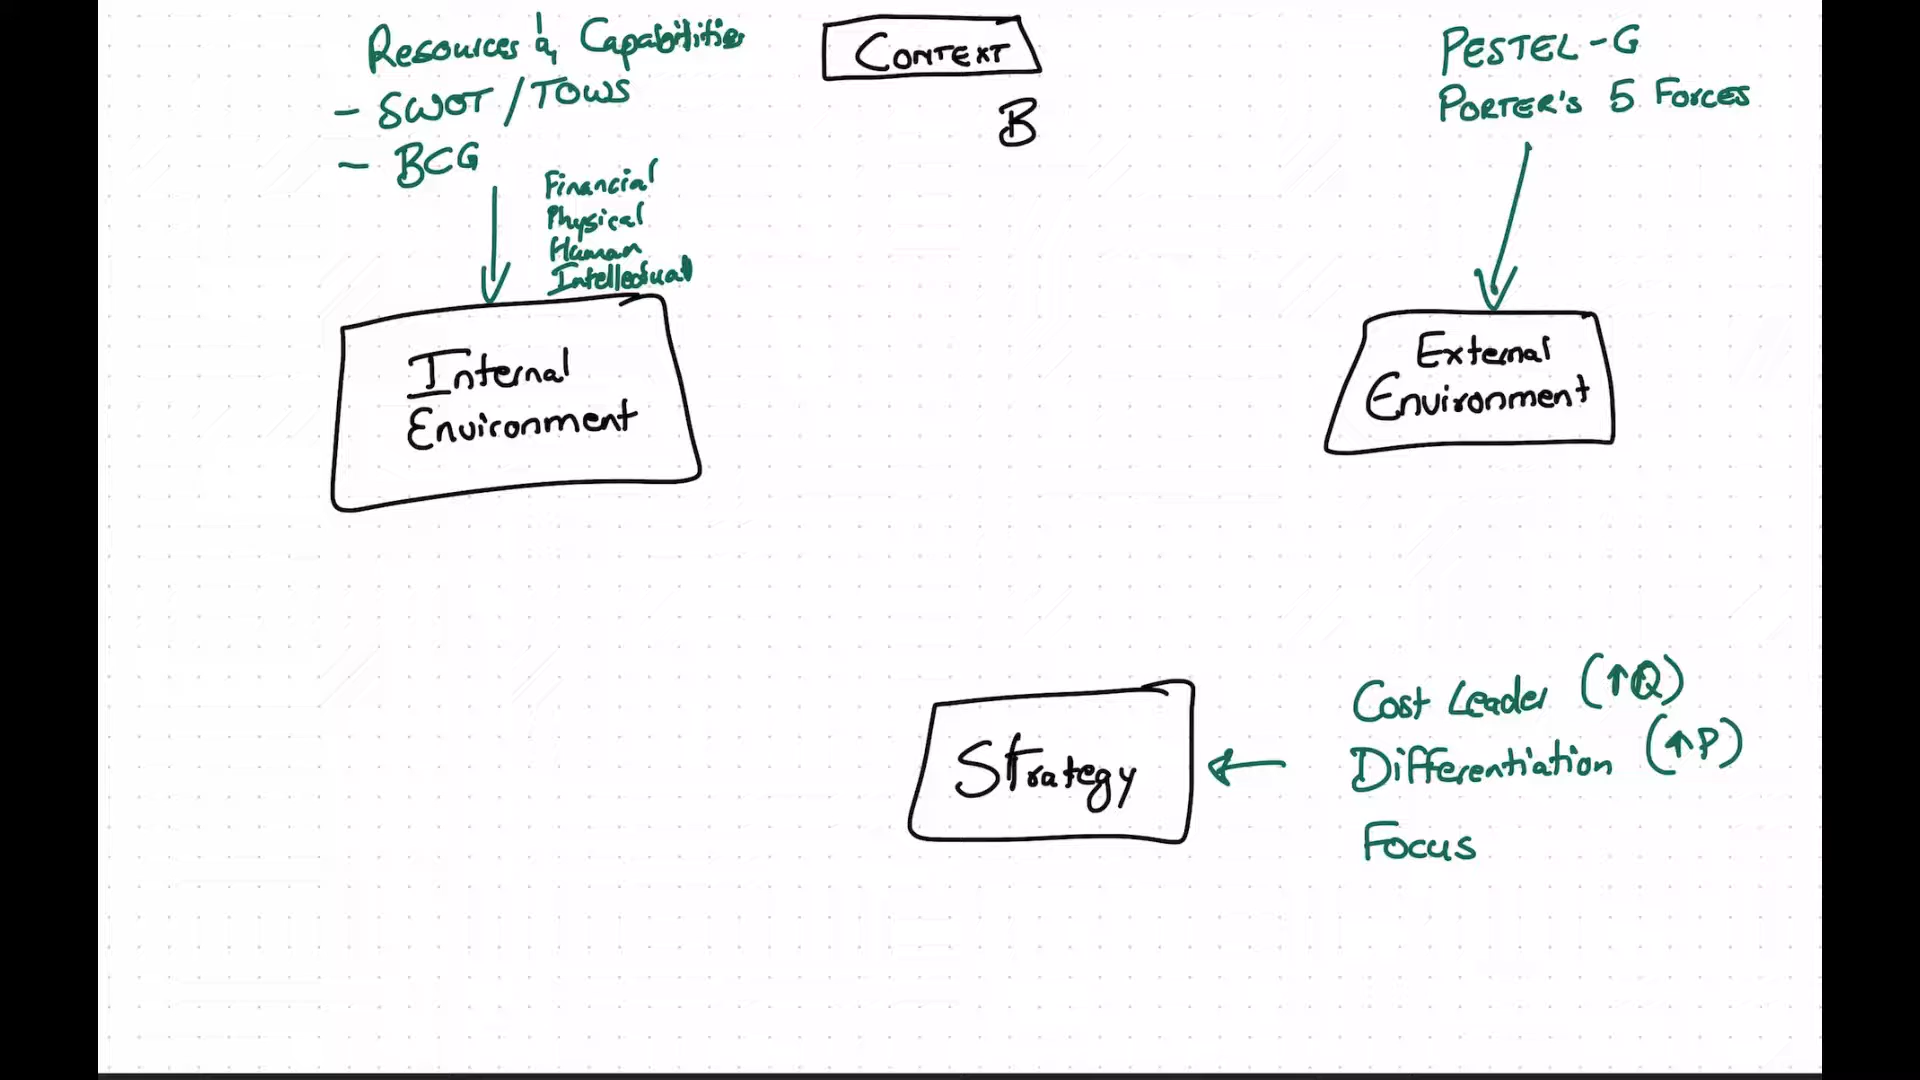 Resources & Capabilities
- SWOT / TOWS
- BCG
Financial
Physical
Human
Intellectual
Internal
Environment
CONTEXT
B
PESTEL-G
PORTER'S 5 FORCES
External
Environment
Strategy
Cost Leader (↑Q)
Differentiation (↑P)
Focus